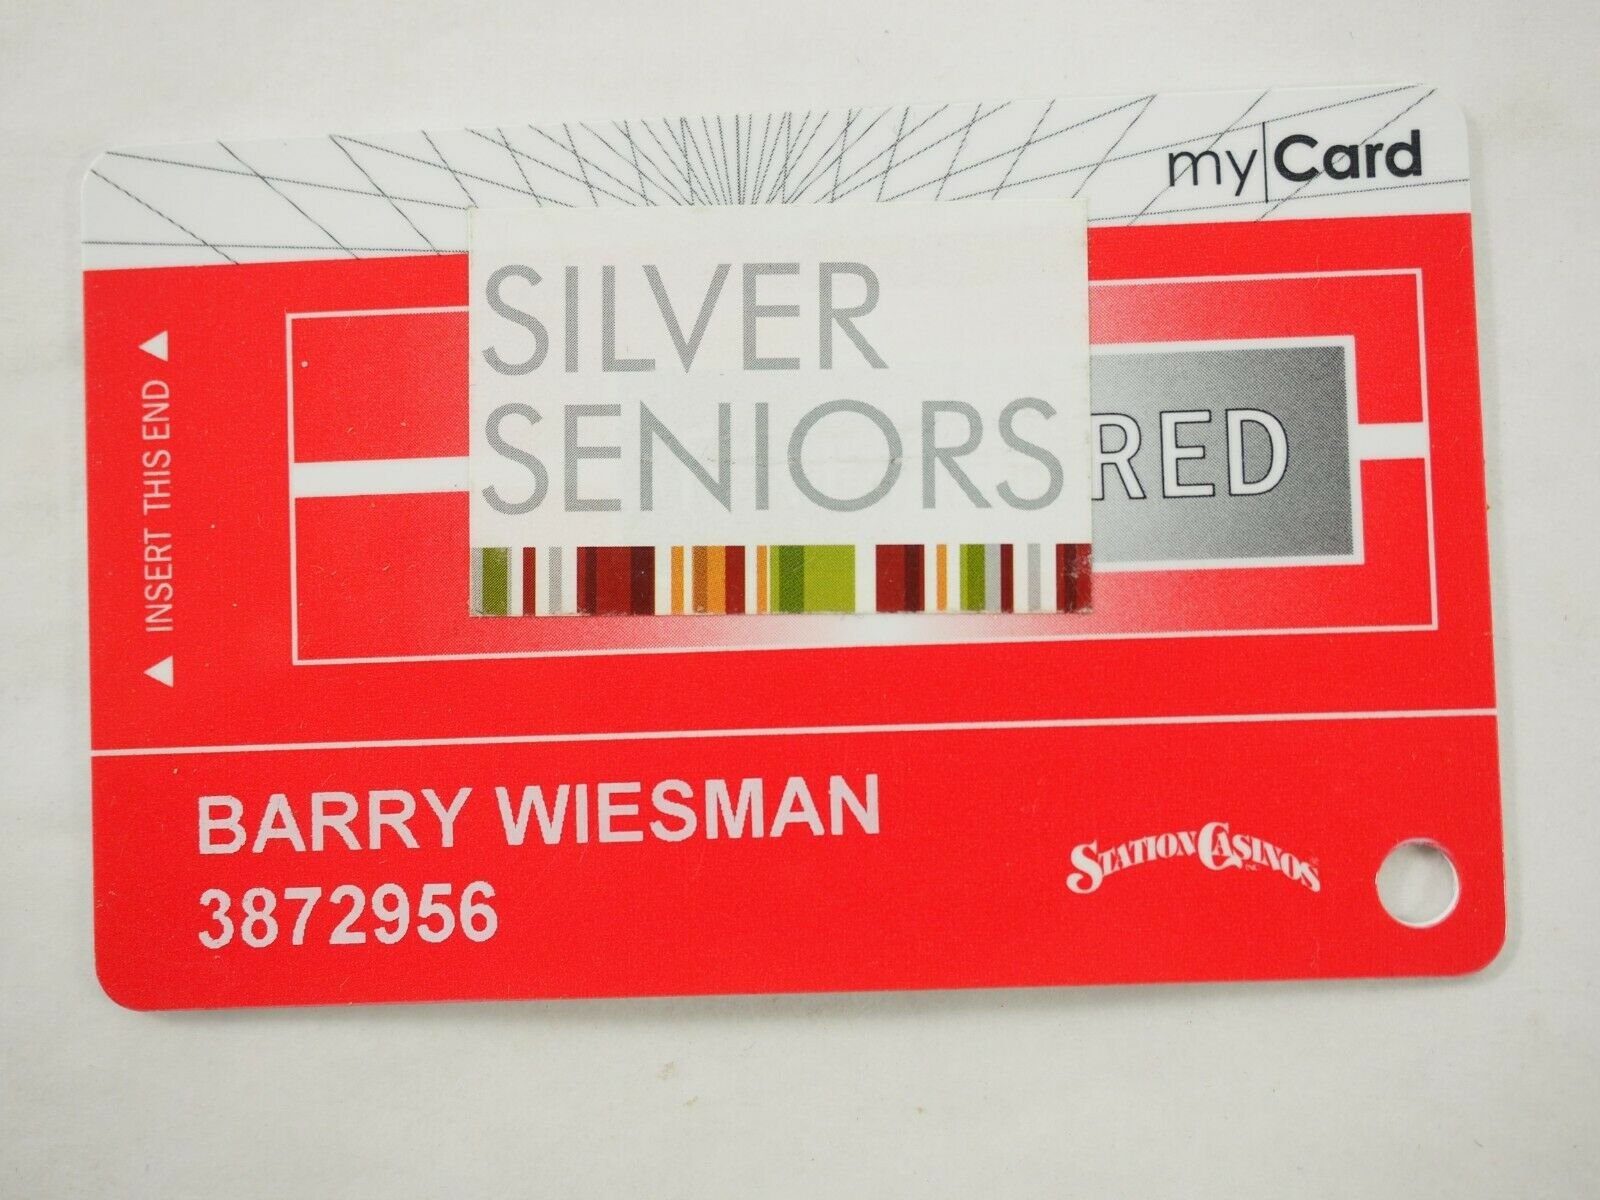 my|Card
SILVER
SENIORS
RED
INSERT THIS END
BARRY WIESMAN
3872956
STATION CASINOS